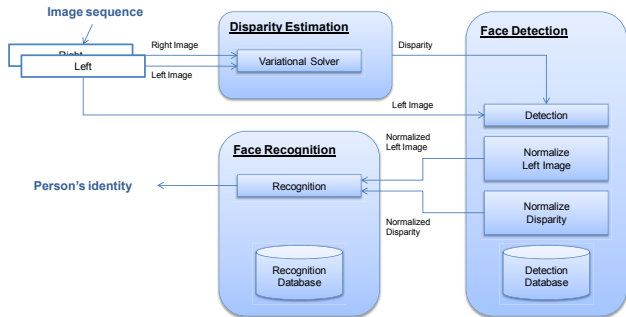 Image sequence
Right
Left
Right Image
Left Image
Disparity Estimation
Variational Solver
Disparity
Left Image
Face Detection
Detection
Normalize
Left Image
Normalize
Disparity
Detection
Database
Normalized
Left Image
Face Recognition
Recognition
Normalized
Disparity
Recognition
Database
Person's identity